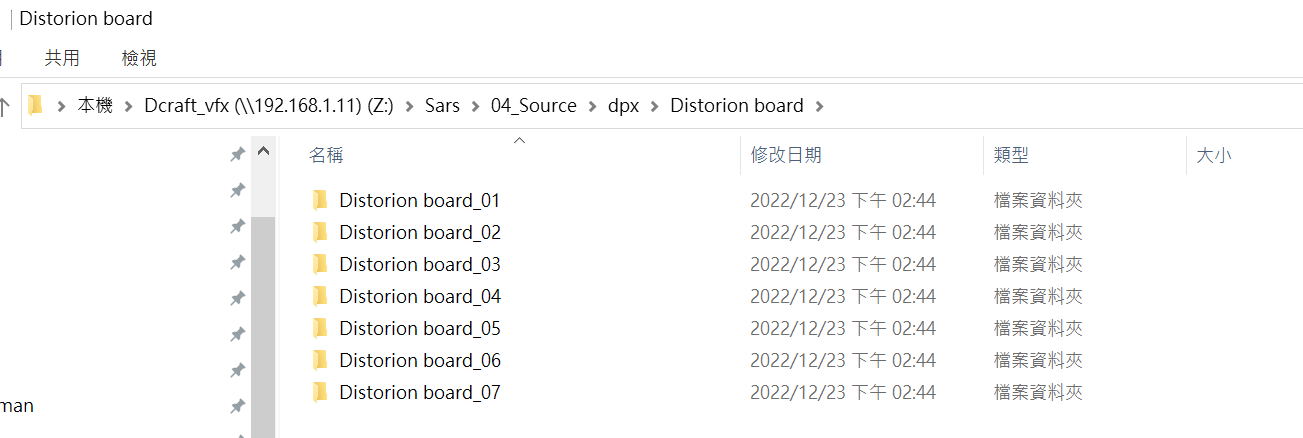 Distorion board
共用 檢視
本機 Dcraft_vfx (\\192.168.1.11) (Z:) Sars 04_Source dpx Distorion board
名稱 修改日期 類型 大小
Distorion board_01 2022/12/23 下午 02:44 檔案資料夾
Distorion board_02 2022/12/23 下午 02:44 檔案資料夾
Distorion board_03 2022/12/23 下午 02:44 檔案資料夾
Distorion board_04 2022/12/23 下午 02:44 檔案資料夾
Distorion board_05 2022/12/23 下午 02:44 檔案資料夾
Distorion board_06 2022/12/23 下午 02:44 檔案資料夾
Distorion board_07 2022/12/23 下午 02:44 檔案資料夾
man